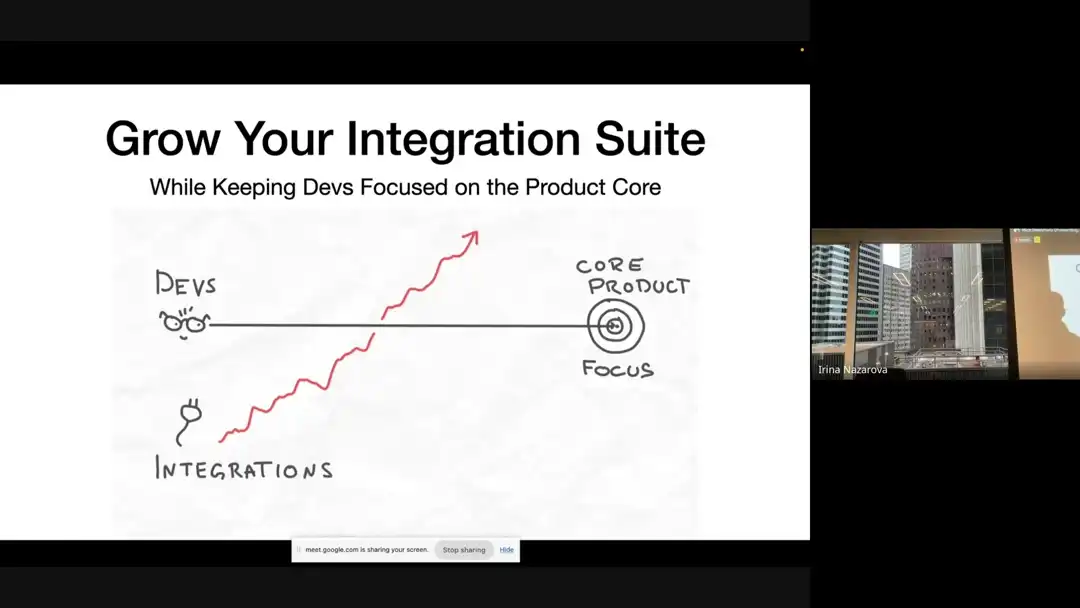 Grow Your Integration Suite
While Keeping Devs Focused on the Product Core
DEVS
CORE
PRODUCT
FOCUS
INTEGRATIONS
Irina Nazarova
meet.google.com is sharing your screen.
Stop sharing
Hide